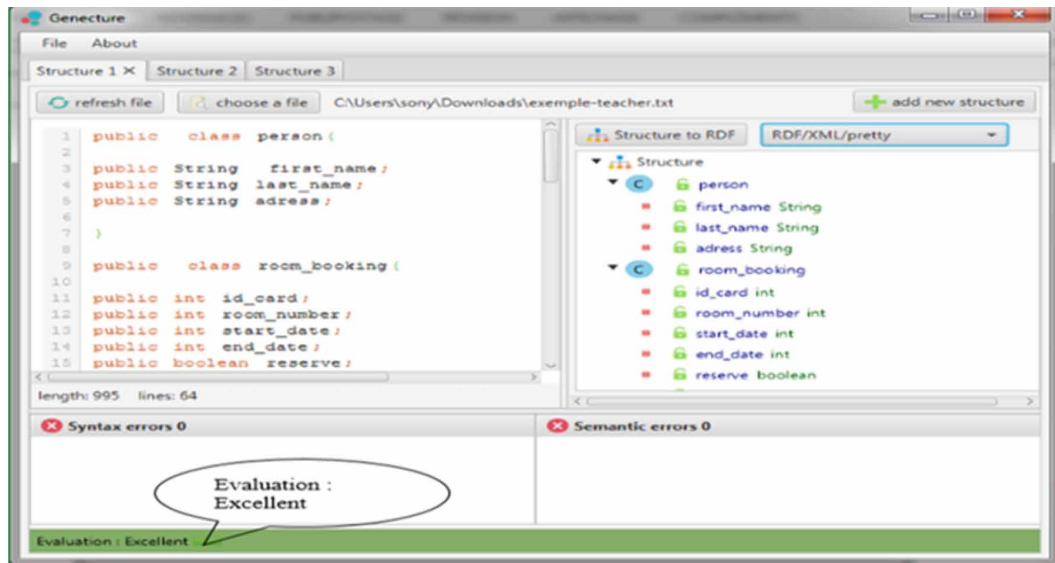 Genecture
File About
Structure 1 × Structure 2 Structure 3
refresh file choose a file C:\Users\sony\Downloads\exemple-teacher.txt add new structure
1 public class person{
2
3 public String first_name;
4 public String last_name;
5 public String adress;
6
7 }
8
9 public class room_booking{
10
11 public int id_card;
12 public int room_number;
13 public int start_date;
14 public int end_date;
15 public boolean reserve;
length: 995 lines: 64
Structure to RDF RDF/XML/pretty
Structure
C person
first_name String
last_name String
adress String
C room_booking
id_card int
room_number int
start_date int
end_date int
reserve boolean
Syntax errors 0
Semantic errors 0
Evaluation :
Excellent
Evaluation : Excellent